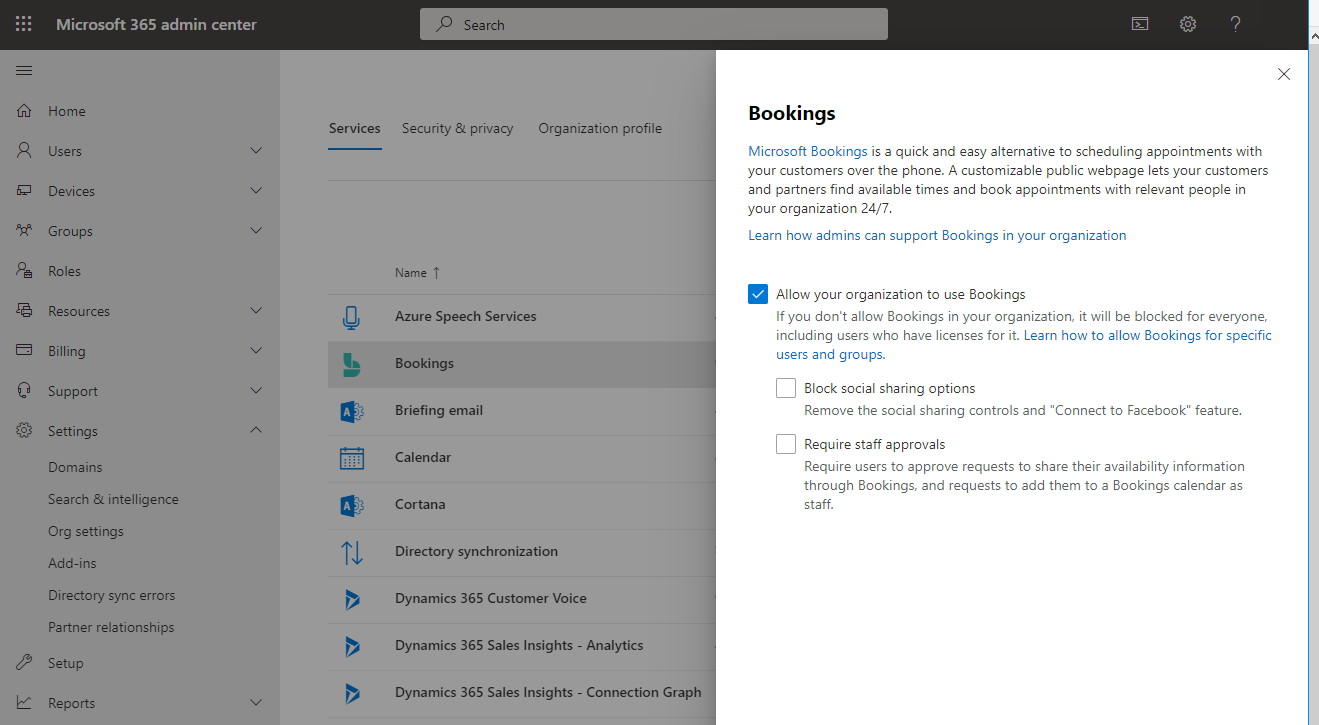 Microsoft 365 admin center
Search
Home
Users
Devices
Groups
Roles
Resources
Billing
Support
Settings
Domains
Search & intelligence
Org settings
Add-ins
Directory sync errors
Partner relationships
Setup
Reports
Services
Security & privacy
Organization profile
Name ↑
Azure Speech Services
Bookings
Briefing email
Calendar
Cortana
Directory synchronization
Dynamics 365 Customer Voice
Dynamics 365 Sales Insights - Analytics
Dynamics 365 Sales Insights - Connection Graph
Bookings
Microsoft Bookings is a quick and easy alternative to scheduling appointments with
your customers over the phone. A customizable public webpage lets your customers
and partners find available times and book appointments with relevant people in
your organization 24/7.
Learn how admins can support Bookings in your organization
Allow your organization to use Bookings
If you don't allow Bookings in your organization, it will be blocked for everyone,
including users who have licenses for it. Learn how to allow Bookings for specific
users and groups.
Block social sharing options
Remove the social sharing controls and "Connect to Facebook" feature.
Require staff approvals
Require users to approve requests to share their availability information
through Bookings, and requests to add them to a Bookings calendar as
staff.